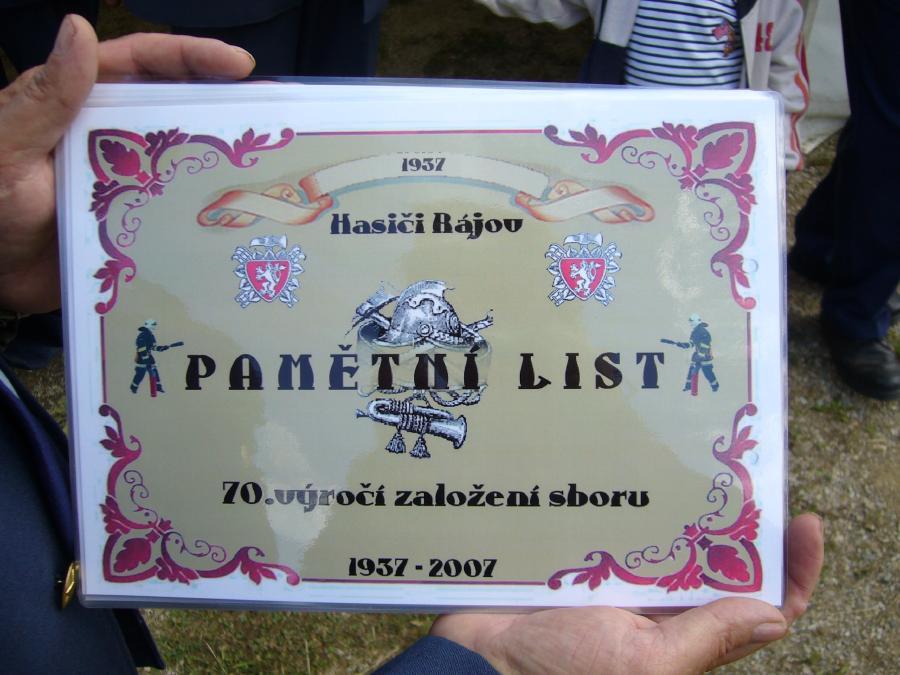 1937
Hasiči Rájov
PAMĚTNÍ LIST
70.výročí založení sboru
1937 - 2007